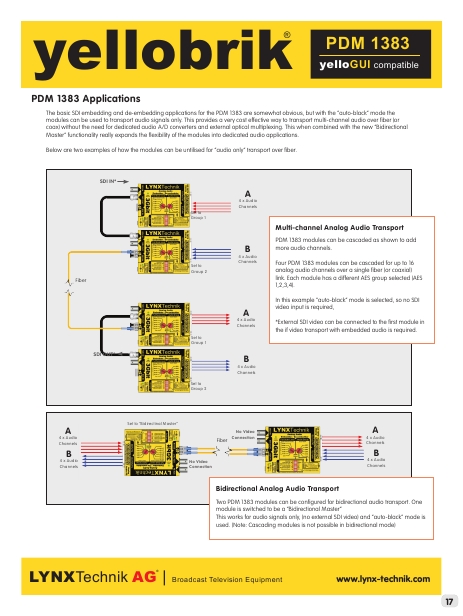 yellobrik®
PDM 1383
yelloGUI compatible
PDM 1383 Applications
The basic SDI embedding and de-embedding applications for the PDM 1383 are somewhat obvious, but with the "auto-black" mode the
modules can be used to transport audio signals only. This provides a very cost effective way to transport multi-channel audio over fiber (or
coax) without the need for dedicated audio A/D converters and external optical multiplexing. This when combined with the new "Bidirectional
Master" functionality really expands the flexibility of the modules into dedicated audio applications.
Below are two examples of how the modules can be untilised for "audio only" transport over fiber.
SDI IN*
LYNXTechnik
A
4 x Audio
Channels
Set to
Group 1
LYNXTechnik
B
4 x Audio
Channels
Set to
Group 2
Fiber
LYNXTechnik
A
4 x Audio
Channels
Set to
Group 1
LYNXTechnik
B
4 x Audio
Channels
Set to
Multi-channel Analog Audio Transport
PDM 1383 modules can be cascaded as shown to add
more audio channels.
Four PDM 1383 modules can be cascaded for up to 16
analog audio channels over a single fiber (or coaxial)
link. Each module has a different AES group selected (AES
1,2,3,4).
In this example "auto-black" mode is selected, so no SDI
video input is required,
*External SDI video can be connected to the first module in
the if video transport with embedded audio is required.
Set to "Bidirectional Master"
A
4 x Audio
Channels
B
4 x Audio
Channels
LYNXTechnik
No Video
Connection
Fiber
No Video
Connection
LYNXTechnik
A
4 x Audio
Channels
B
4 x Audio
Channels
Bidirectional Analog Audio Transport
Two PDM 1383 modules can be configured for bidirectional audio transport. One
module is switched to be a "Bidirectional Master"
This works for audio signals only, (no external SDI video) and "auto-black" mode is
used. (Note: Cascading modules is not possible in bidirectional mode)
LYNXTechnik AG® | Broadcast Television Equipment
www.lynx-technik.com
17